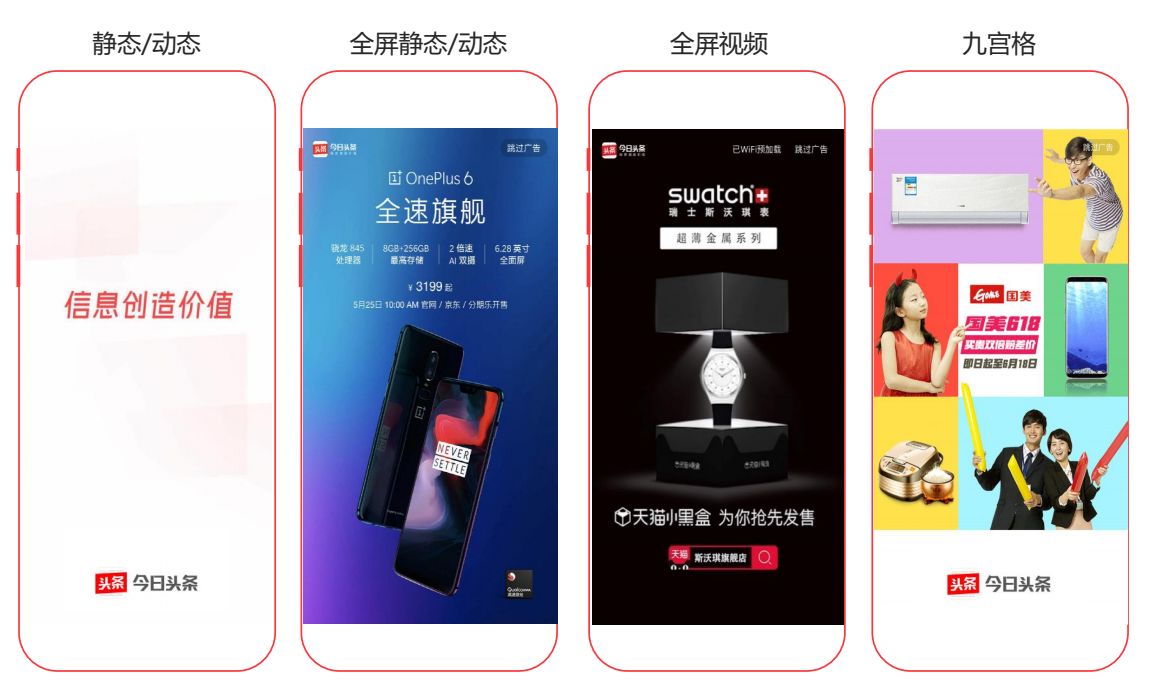 静态/动态
全屏静态/动态
全屏视频
九宫格
信息创造价值
头条 今日头条
头条 今日头条
跳过广告
OnePlus 6
全速旗舰
骁龙 845 8GB+256GB 2 倍速 6.28 英寸
处理器 最高存储 AI 双摄 全面屏
¥ 3199 起
5月25日 10:00 AM 官网 / 京东 / 分期乐开售
NEVER
SETTLE
Qualcomm
头条 今日头条
已WiFi预加载 跳过广告
swatch
瑞士斯沃琪表
超薄金属系列
天猫小黑盒 为你抢先发售
天猫 斯沃琪旗舰店
跳过广告
GOME 国美
国美618
买贵双倍赔差价
即日起至6月18日
头条 今日头条